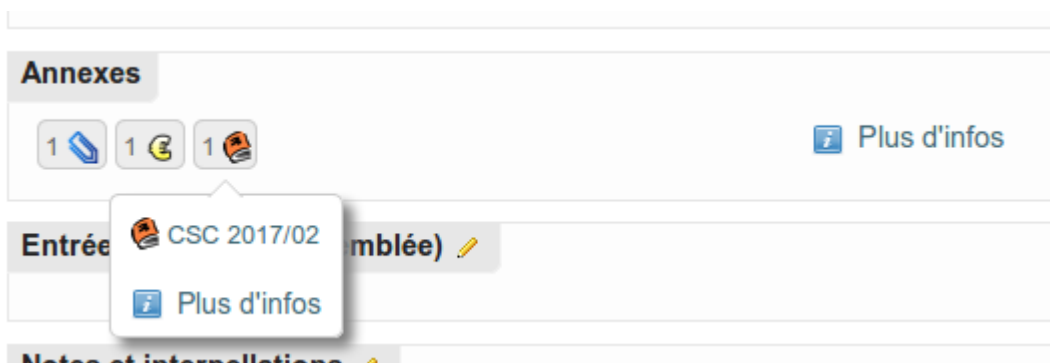 Annexes
1 1 1 Plus d'infos
CSC 2017/02
Entrée mblée)
Plus d'infos
Notes et interpellations